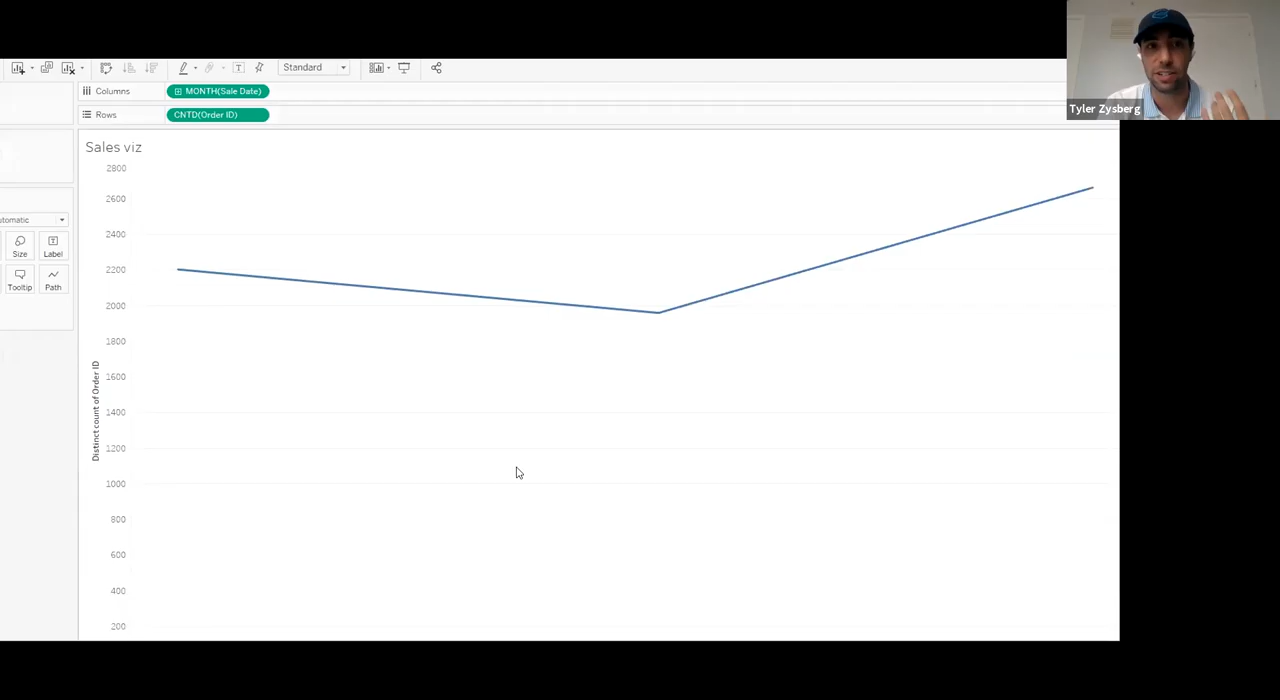 Standard
Columns
MONTH(Sale Date)
Rows
CNTD(Order ID)
Tyler Zysberg
Sales viz
2800
2600
2400
2200
2000
1800
1600
1400
1200
1000
800
600
400
200
Distinct count of Order ID
utomatic
Size
Label
Tooltip
Path